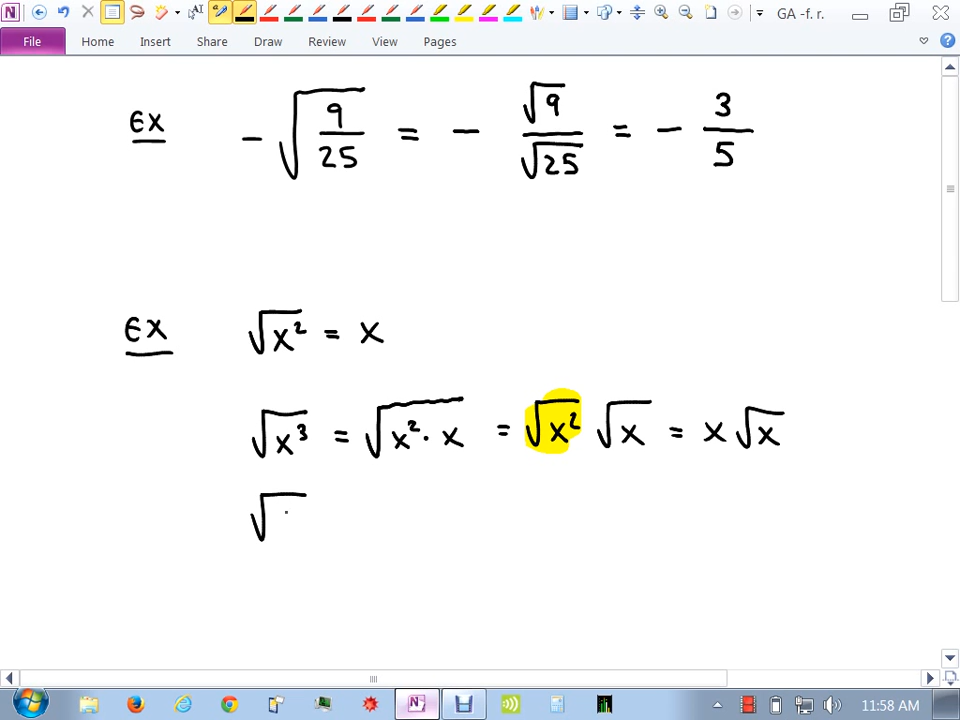 GA -f. r.
File Home Insert Share Draw Review View Pages
EX -√(9/25) = - √9/√25 = - 3/5
EX √x² = x
√x³ = √x²·x = √x² √x = x √x
√
11:58 AM